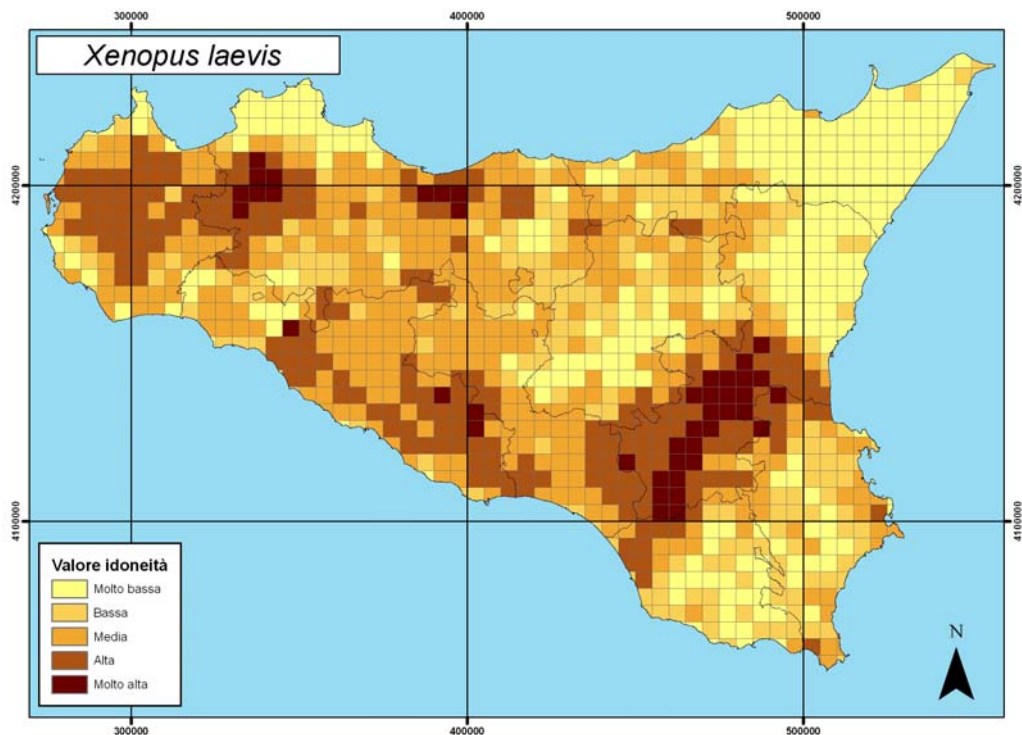 300000 400000 500000
Xenopus laevis
4200000 4200000
4100000 4100000
Valore idoneità
Molto bassa
Bassa
Media
Alta
Molto alta
N
300000 400000 500000